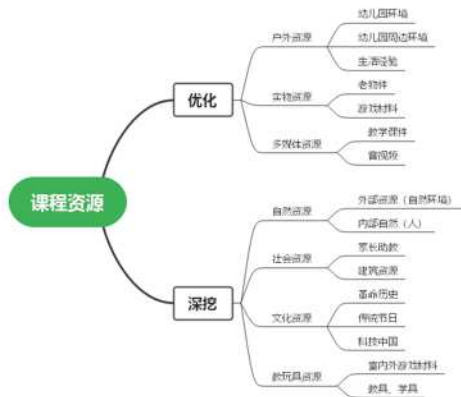 课程资源
优化
户外资源
幼儿园环境
幼儿园周边环境
生活经验
实物资源
老物件
游戏材料
多媒体资源
教学课件
音视频
深挖
自然资源
外部资源（自然环境）
内部自然（人）
社会资源
家长助教
建筑资源
文化资源
革命历史
传统节日
科技中国
教玩具资源
室内外游戏材料
教具、学具